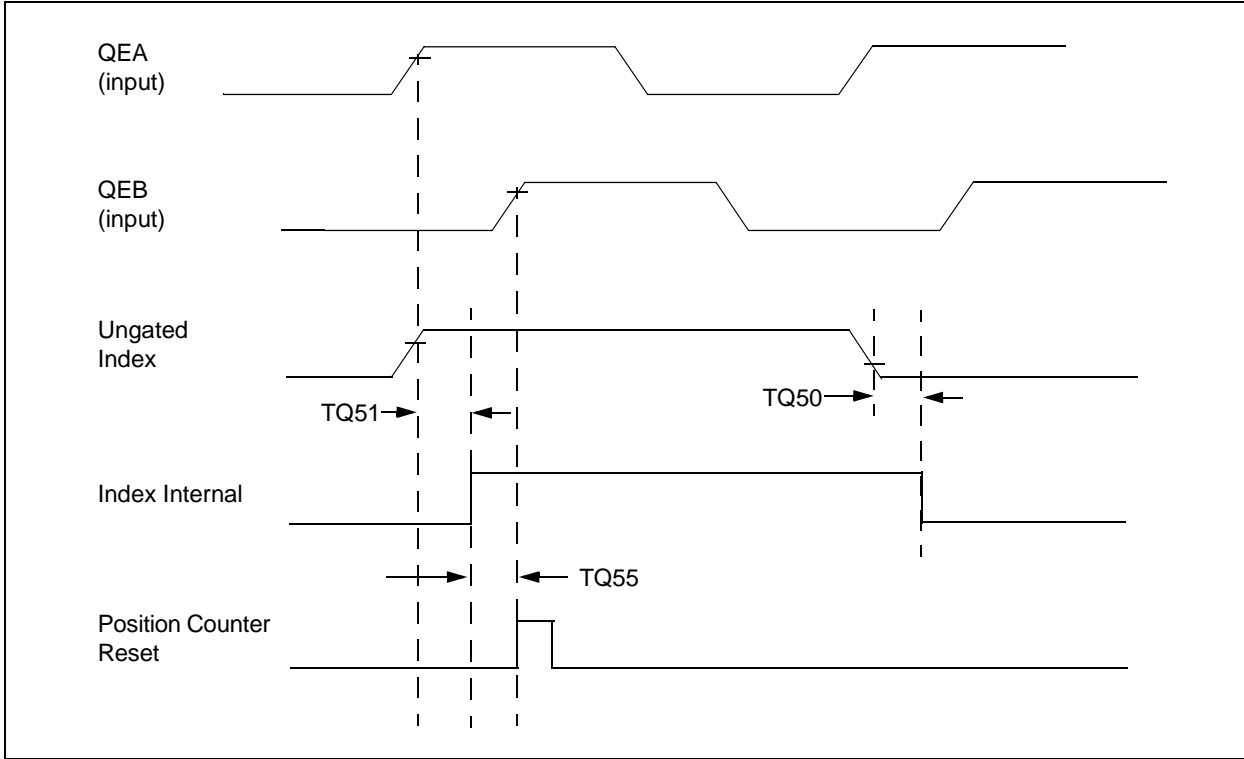 QEA
(input)
QEB
(input)
Ungated
Index
TQ51
TQ50
Index Internal
TQ55
Position Counter
Reset